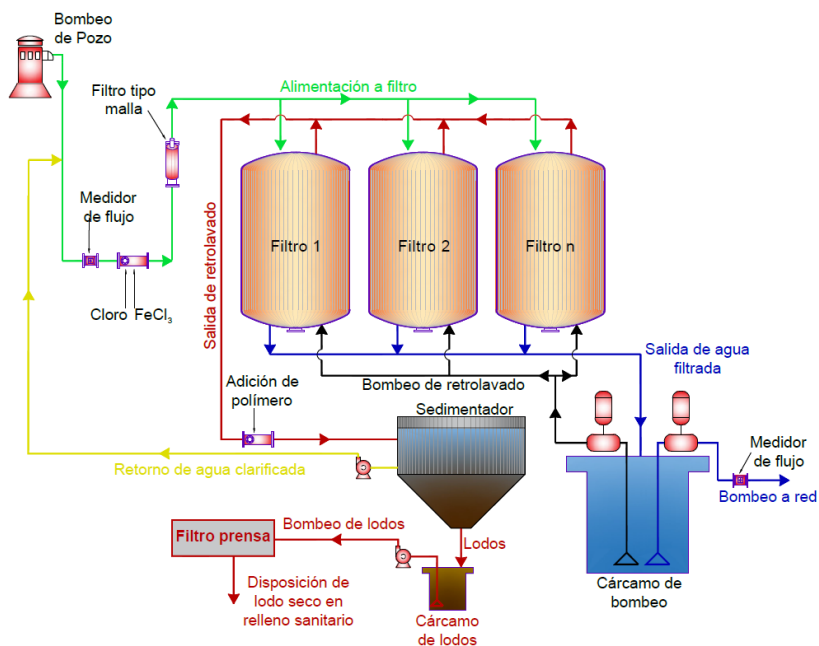 Bombeo
de Pozo
Filtro tipo
malla
Alimentación a filtro
Medidor
de flujo
Cloro FeCl₃
Salida de retrolavado
Filtro 1
Filtro 2
Filtro n
Bombeo de retrolavado
Salida de agua
filtrada
Adición de
polímero
Sedimentador
Retorno de agua clarificada
Medidor
de flujo
Bombeo a red
Cárcamo de
bombeo
Bombeo de lodos
Filtro prensa
Lodos
Disposición de
lodo seco en
relleno sanitario
Cárcamo
de lodos